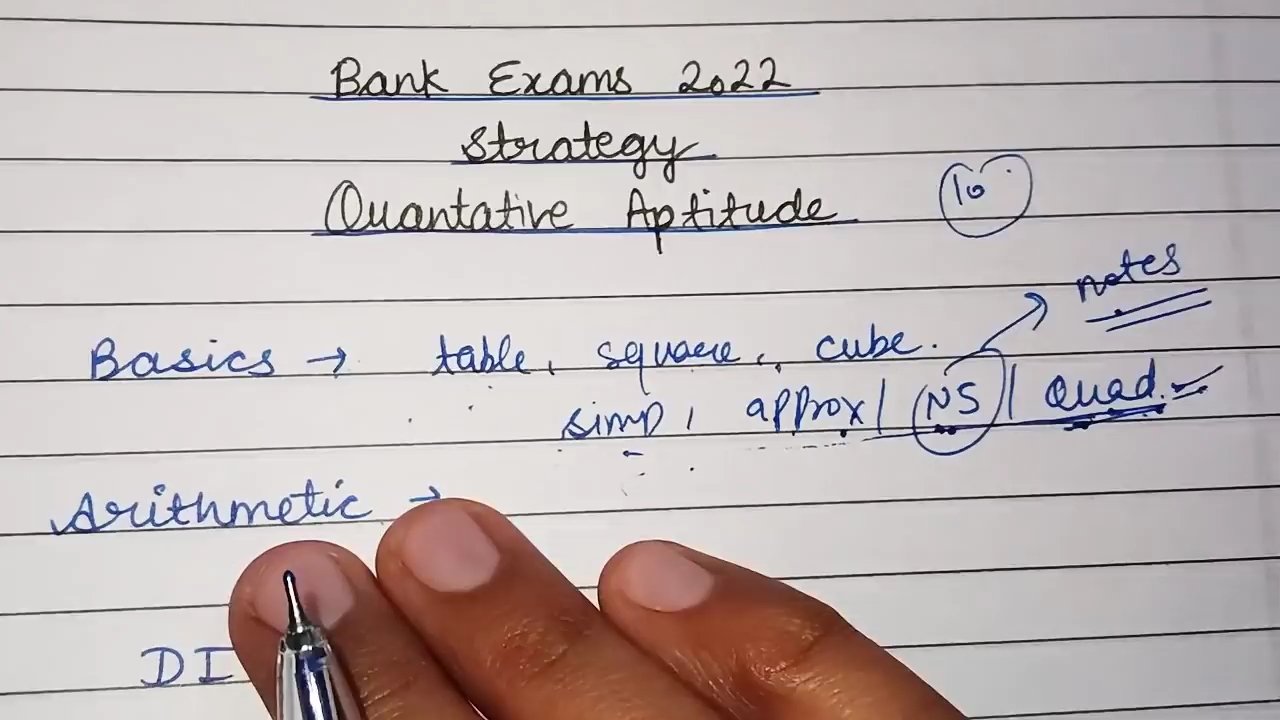 Bank Exams 2022
Strategy
Quantative Aptitude 10
notes
Basics → table, square, cube.
simp, approx / NS / Quad.
Arithmetic →
DI